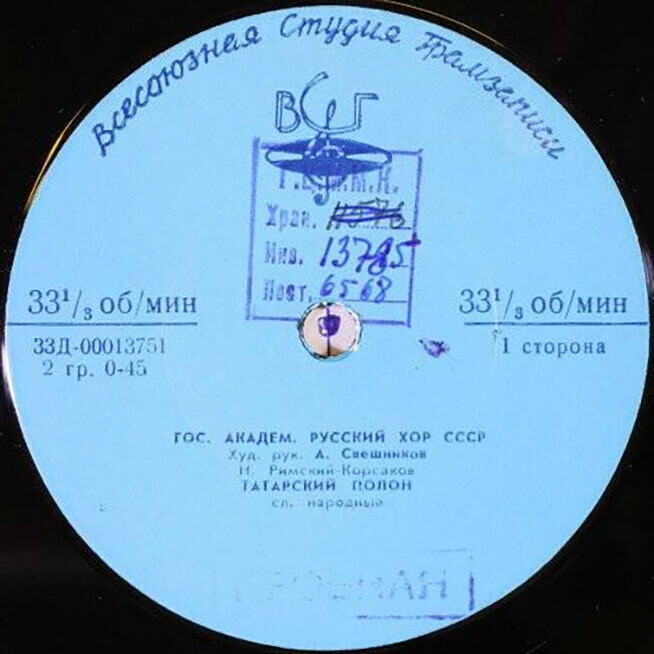 Всесоюзная Студия Грамзаписи
ВСГ
Г.Ц.М.М.К.
Хран.
Инв. 13785
Пост. 6568
33¹/₃ об/мин
33¹/₃ об/мин
33Д-00013751
1 сторона
2 гр. 0-45
ГОС. АКАДЕМ. РУССКИЙ ХОР СССР
Худ. рук. А. Свешников
Н. Римский-Корсаков
ТАТАРСКИЙ ПОЛОН
сл. народные